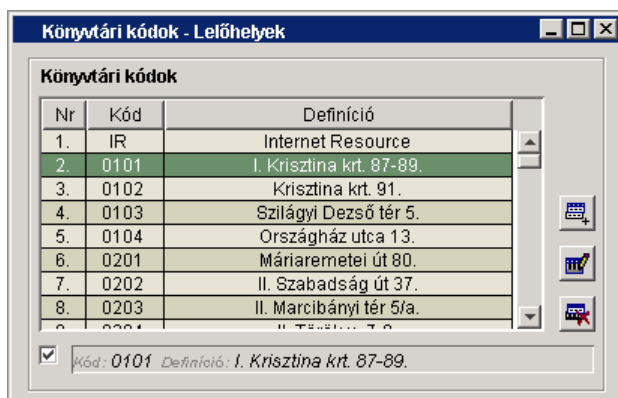 Könyvtári kódok - Lelőhelyek
Könyvtári kódok
Nr Kód Definíció
1. IR Internet Resource
2. 0101 I. Krisztina krt. 87-89.
3. 0102 Krisztina krt. 91.
4. 0103 Szilágyi Dezső tér 5.
5. 0104 Országház utca 13.
6. 0201 Máriaremetei út 80.
7. 0202 II. Szabadság út 37.
8. 0203 II. Marcibányi tér 5/a.
Kód: 0101 Definíció: I. Krisztina krt. 87-89.